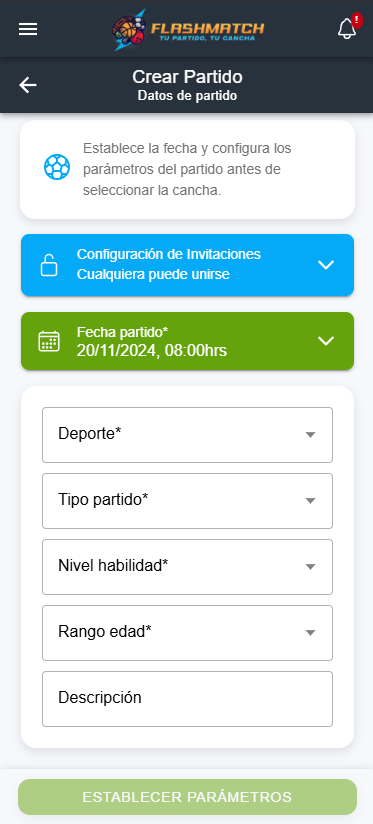 FLASHMATCH
TU PARTIDO, TU CANCHA
!
Crear Partido
Datos de partido
Establece la fecha y configura los
parámetros del partido antes de
seleccionar la cancha.
Configuración de Invitaciones
Cualquiera puede unirse
Fecha partido*
20/11/2024, 08:00hrs
Deporte*
Tipo partido*
Nivel habilidad*
Rango edad*
Descripción
ESTABLECER PARÁMETROS